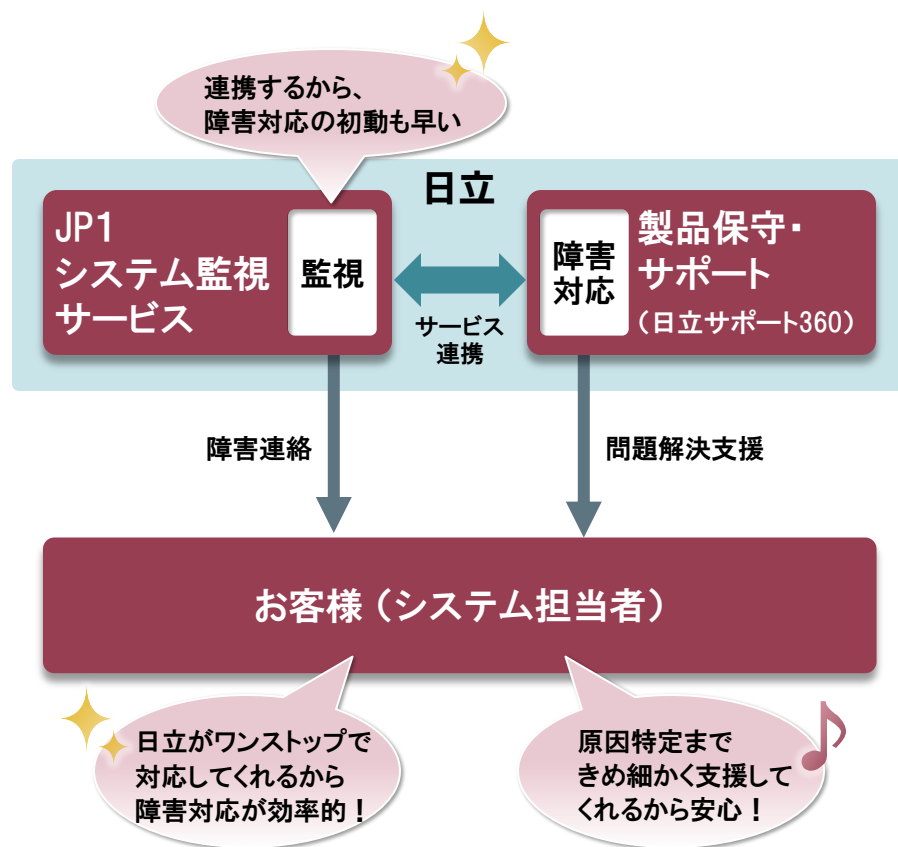 連携するから、
障害対応の初動も早い
日立
JP1
システム監視
サービス
監視
サービス
連携
障害
対応
製品保守・
サポート
（日立サポート360）
障害連絡
問題解決支援
お客様（システム担当者）
日立がワンストップで
対応してくれるから
障害対応が効率的！
原因特定まで
きめ細かく支援して
くれるから安心！